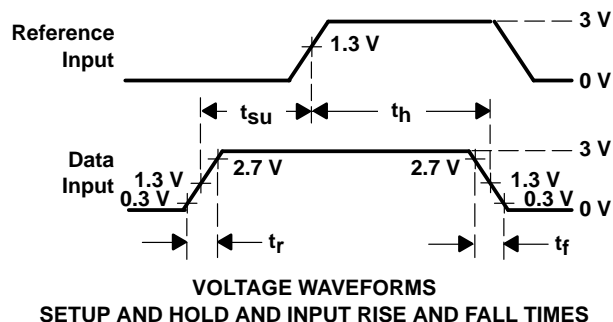 Reference
Input
3 V
1.3 V
0 V
tsu
th
Data
Input
3 V
2.7 V
2.7 V
1.3 V
1.3 V
0.3 V
0.3 V
0 V
tr
tf
VOLTAGE WAVEFORMS
SETUP AND HOLD AND INPUT RISE AND FALL TIMES